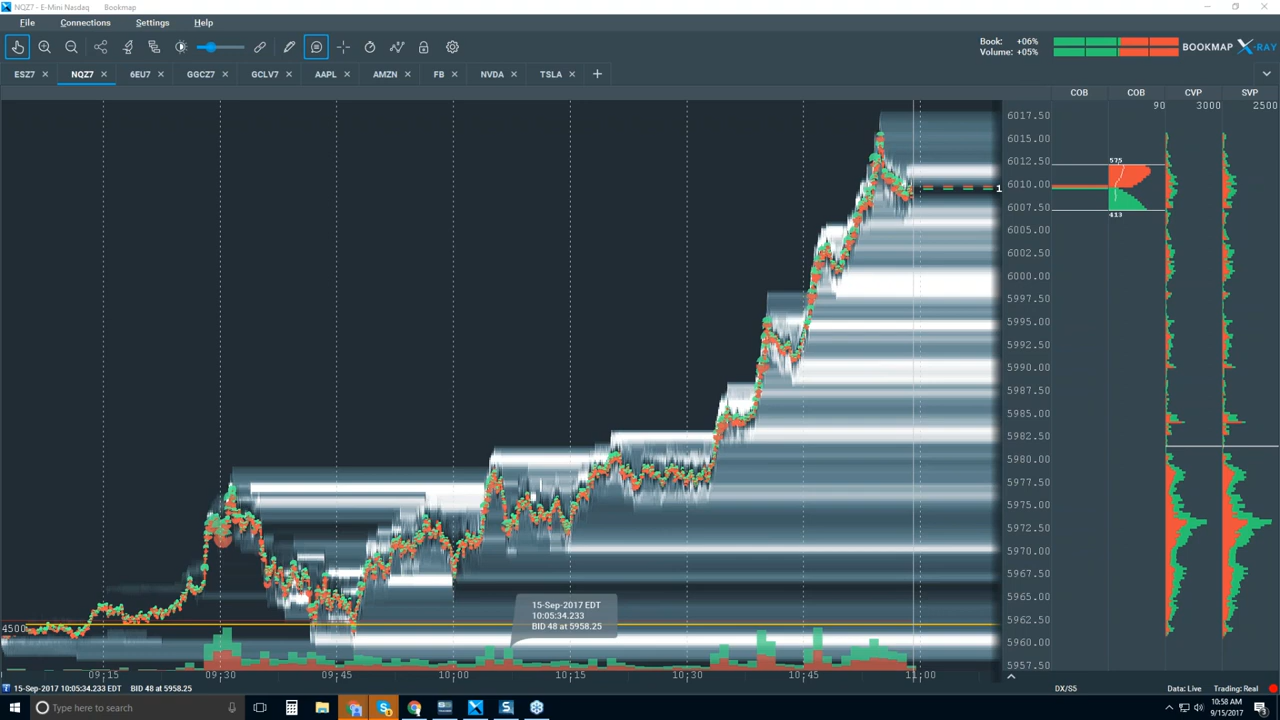 NQZ7 - E-Mini Nasdaq Bookmap
File Connections Settings Help
Book: +06%
Volume: +05%
BOOKMAP X-RAY
ESZ7 NQZ7 6EU7 GGCZ7 GCLV7 AAPL AMZN FB NVDA TSLA
COB COB CVP SVP
90 3000 2500
6017.50
6015.00
6012.50
6010.00
6007.50
6005.00
6002.50
6000.00
5997.50
5995.00
5992.50
5990.00
5987.50
5985.00
5982.50
5980.00
5977.50
5975.00
5972.50
5970.00
5967.50
5965.00
5962.50
5960.00
5957.50
575
413
1
4500
15-Sep-2017 EDT
10:05:34.233
BID 48 at 5958.25
09:15 09:30 09:45 10:00 10:15 10:30 10:45 11:00
15-Sep-2017 10:05:34.233 EDT BID 48 at 5958.25
DX/S5 Data: Live Trading: Real
Type here to search
10:58 AM
9/15/2017
3